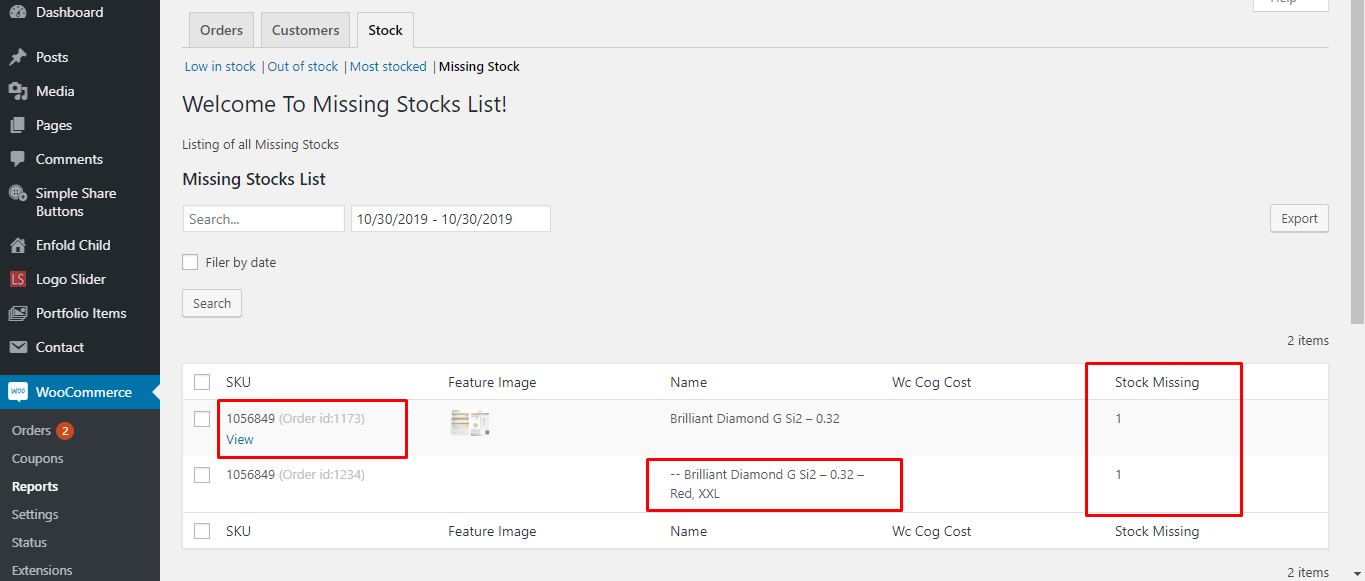 Help
Dashboard
Posts
Media
Pages
Comments
Simple Share
Buttons
Enfold Child
LS Logo Slider
Portfolio Items
Contact
woo WooCommerce
Orders 2
Coupons
Reports
Settings
Status
Extensions
Orders Customers Stock
Low in stock | Out of stock | Most stocked | Missing Stock
Welcome To Missing Stocks List!
Listing of all Missing Stocks
Missing Stocks List
Search... 10/30/2019 - 10/30/2019 Export
Filer by date
Search
2 items
SKU Feature Image Name Wc Cog Cost Stock Missing
1056849 (Order id:1173) Brilliant Diamond G Si2 – 0.32 1
View
1056849 (Order id:1234) -- Brilliant Diamond G Si2 – 0.32 – 1
Red, XXL
SKU Feature Image Name Wc Cog Cost Stock Missing
2 items